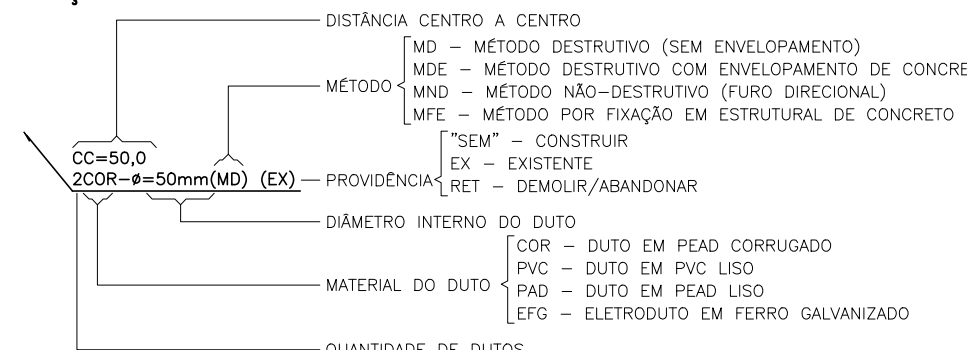 DISTÂNCIA CENTRO A CENTRO
MD – MÉTODO DESTRUTIVO (SEM ENVELOPAMENTO)
MDE – MÉTODO DESTRUTIVO COM ENVELOPAMENTO DE CONCRE
MÉTODO
MND – MÉTODO NÃO–DESTRUTIVO (FURO DIRECIONAL)
MFE – MÉTODO POR FIXAÇÃO EM ESTRUTURAL DE CONCRETO
"SEM" – CONSTRUIR
CC=50,0
EX – EXISTENTE
2COR–ø=50mm(MD) (EX)
PROVIDÊNCIA
RET – DEMOLIR/ABANDONAR
DIÂMETRO INTERNO DO DUTO
COR – DUTO EM PEAD CORRUGADO
PVC – DUTO EM PVC LISO
MATERIAL DO DUTO
PAD – DUTO EM PEAD LISO
EFG – ELETRODUTO EM FERRO GALVANIZADO
QUANTIDADE DE DUTOS